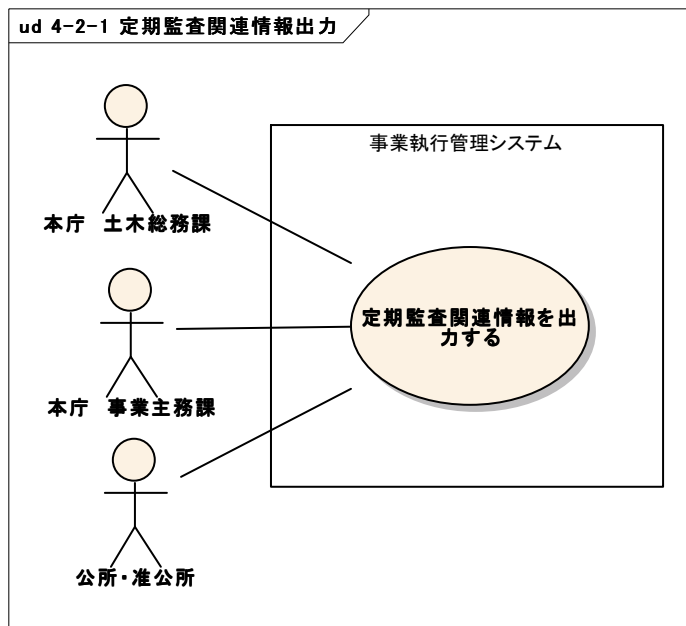 ud 4-2-1 定期監査関連情報出力
事業執行管理システム
本庁　土木総務課
定期監査関連情報を出
力する
本庁　事業主務課
公所・准公所